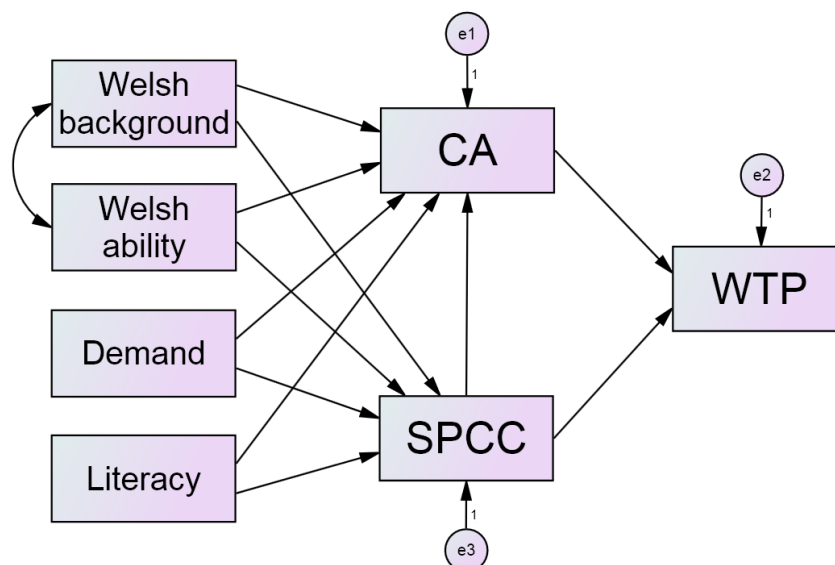 e1
1
Welsh
background
CA
e2
1
Welsh
ability
WTP
Demand
SPCC
Literacy
1
e3